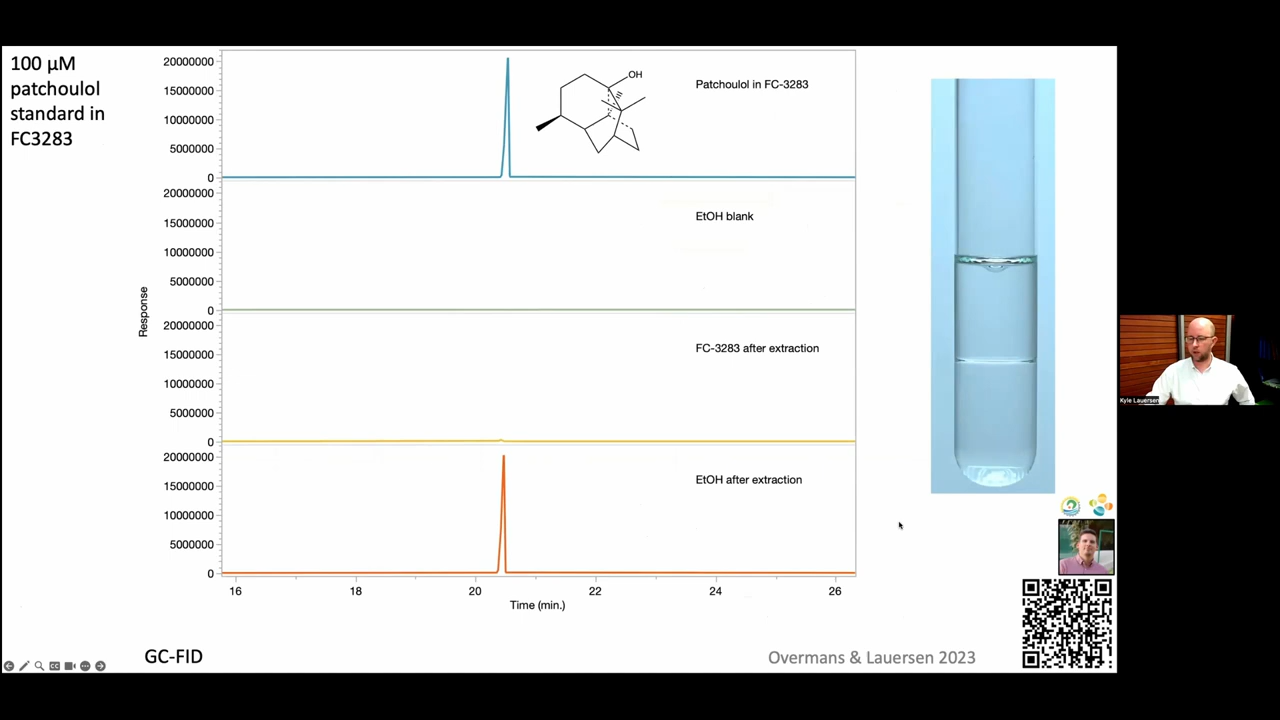 100 µM
patchoulol
standard in
FC3283
20000000
15000000
10000000
5000000
0
OH
Patchoulol in FC-3283
20000000
15000000
10000000
5000000
0
EtOH blank
Response
20000000
15000000
10000000
5000000
0
FC-3283 after extraction
20000000
15000000
10000000
5000000
0
EtOH after extraction
16 18 20 22 24 26
Time (min.)
GC-FID
Overmans & Lauersen 2023
Kyle Lauersen